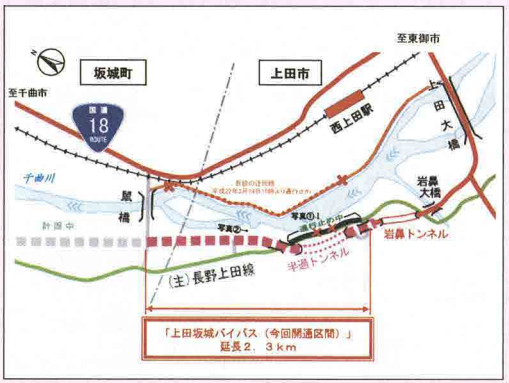 至東御市
N
坂城町
上田市
至千曲市
国道
18
ROUTE
西上田駅
上田大橋
千曲川
鼠橋
岩鼻大橋
計画中
写真②→
写真①↓
通行止め中
岩鼻トンネル
半過トンネル
(主)長野上田線
「上田坂城バイパス(今回開通区間)」
延長2.3km